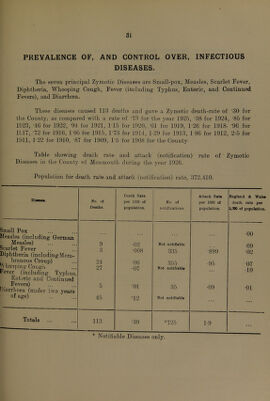 31
PREVALENCE OF, AND CONTROL OVER, INFECTIOUS
DISEASES.
The seven principal Zymotic Diseases are Small-pox, Measles, Scarlet Fever,
Diphtheria, Whooping Cough, Fever (including Typhus, Enteric, and Continued
Fevers), and Diarrhœa.
These diseases caused 113 deaths and gave a Zymotic death-rate of ·30 for
the County, as compared with a rate of ·73 for the year 1925, ·38 for 1924, ·85 for
1923, ·46 for 1922, ·94 for 1921, 1·15 for 1920, ·61 for 1919, 1·26 for 1918, ·96 for
1917, ·72 for 1916, 1·66 for 1915, 1·73 for 1914, 1·29 for 1913, 1·06 for 1912, 2·5 for
1911, 1·22 for 1910, ·87 for 1909, 1·5 for 1908 for the County.
Table showing death rate and attack (notification) rate of Zymotic
Diseases in the County of Monmouth during the year 1926.
Population for death rate and attack (notification) rate, 372,410.
Disease. No. of Deaths. Death Rate per 1000 of population. No. of notifications. Attack Rate per 1000 of population. England & Wales death rate per 1,000 of population.
Small Pox ·00
Measles (including German
Measles) 9 ·02 Not notifiable ·09
Scarlet Fever 3 ·008 335 ·899 ·02
Diphtheria (including Membranous Croup) 24 ·06 355 ·95 ·07
Whooping Cough 27 ·07 Not notifiable ·10
Fever (including Typhus,
Enteric and Continued
Fevers) 5 ·01 35 ·09 ·01
Diarrhœa (under two years
of age) 45 ·12 Not notifiable
Totals 113 ·30 *725 1·9
* Notifiable Diseases only.